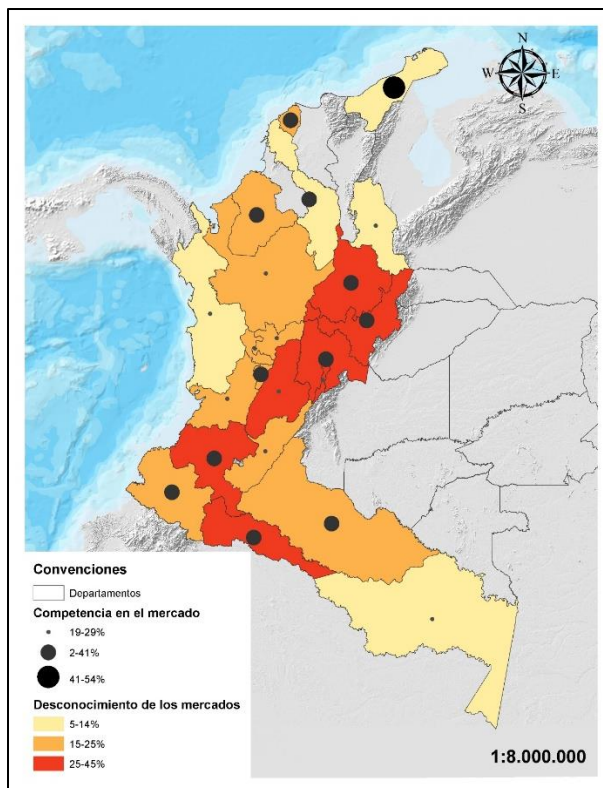 N
W E
S
Convenciones
Departamentos
Competencia en el mercado
19-29%
2-41%
41-54%
Desconocimiento de los mercados
5-14%
15-25%
25-45%
1:8.000.000